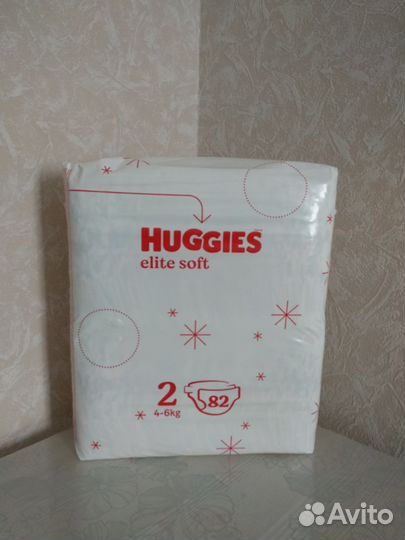 HUGGIES
elite soft
2 82
4-6kg
Avito